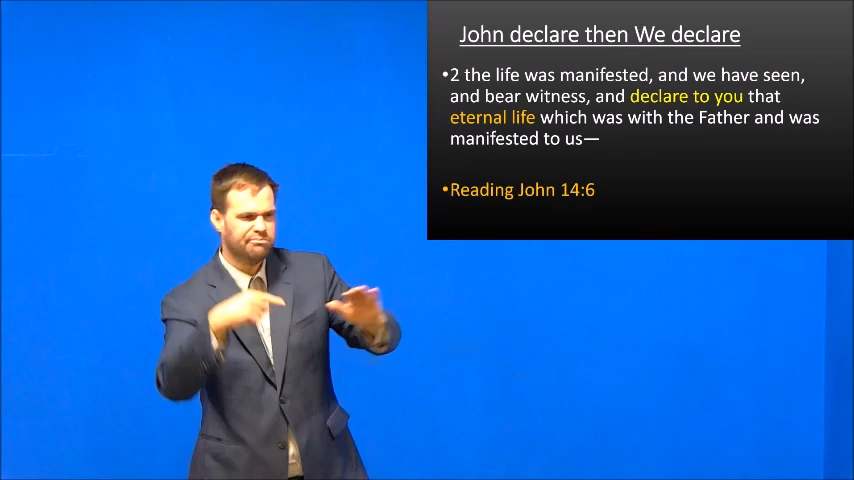 John declare then We declare
•2 the life was manifested, and we have seen,
and bear witness, and declare to you that
eternal life which was with the Father and was
manifested to us—
•Reading John 14:6